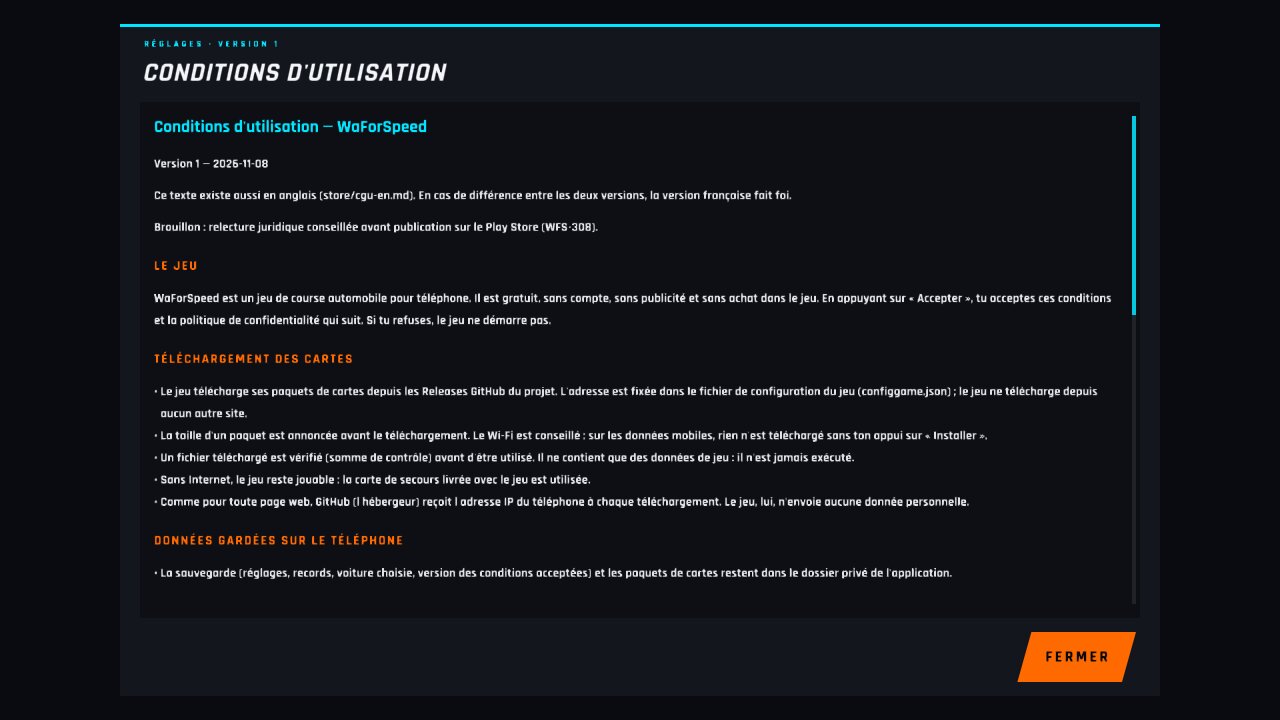 RÉGLAGES · VERSION 1
CONDITIONS D'UTILISATION
Conditions d'utilisation — WaForSpeed
Version 1 — 2026-11-08
Ce texte existe aussi en anglais (store/cgu-en.md). En cas de différence entre les deux versions, la version françoise fait foi.
Brouillon : relecture juridique conseillée avant publication sur le Play Store (WFS-308).
LE JEU
WaForSpeed est un jeu de course automobile pour téléphone. Il est gratuit, sans compte, sans publicité et sans achat dans le jeu. En appuyant sur « Accepter », tu acceptes ces conditions
et la politique de confidentialité qui suit. Si tu refuses, le jeu ne démarre pas.
TÉLÉCHARGEMENT DES CARTES
• Le jeu télécharge ses paquets de cartes depuis les Releases GitHub du projet. L'adresse est fixée dans le fichier de configuration du jeu (configgame.json) ; le jeu ne télécharge depuis
aucun autre site.
• La taille d'un paquet est annoncée avant le téléchargement. Le Wi-Fi est conseillé : sur les données mobiles, rien n'est téléchargé sans ton appui sur « Installer ».
• Un fichier téléchargé est vérifié (somme de contrôle) avant d'être utilisé. Il ne contient que des données de jeu : il n'est jamais exécuté.
• Sans Internet, le jeu reste jouable : la carte de secours livrée avec le jeu est utilisée.
• Comme pour toute page web, GitHub (l'hébergeur) reçoit l'adresse IP du téléphone à chaque téléchargement. Le jeu, lui, n'envoie aucune donnée personnelle.
DONNÉES GARDÉES SUR LE TÉLÉPHONE
• La sauvegarde (réglages, records, voiture choisie, version des conditions acceptées) et les paquets de cartes restent dans le dossier privé de l'application.
FERMER